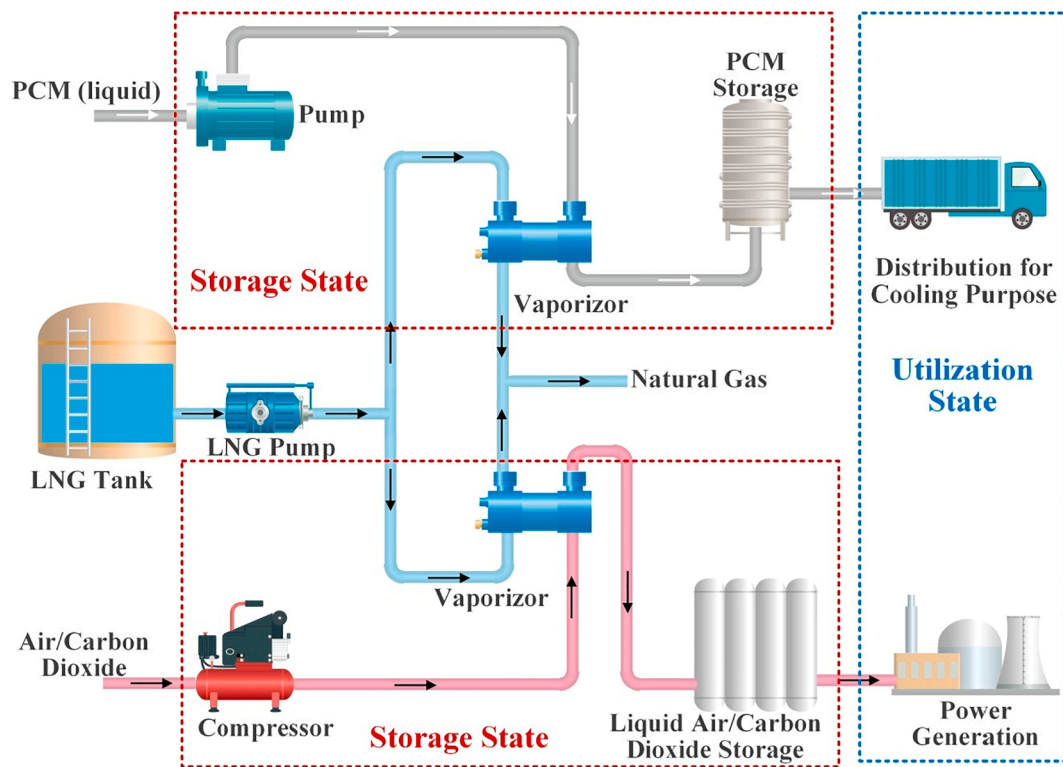 PCM (liquid)
Pump
PCM
Storage
Storage State
Vaporizor
Distribution for
Cooling Purpose
Utilization
State
Natural Gas
LNG Pump
LNG Tank
Vaporizor
Air/Carbon
Dioxide
Compressor
Storage State
Liquid Air/Carbon
Dioxide Storage
Power
Generation